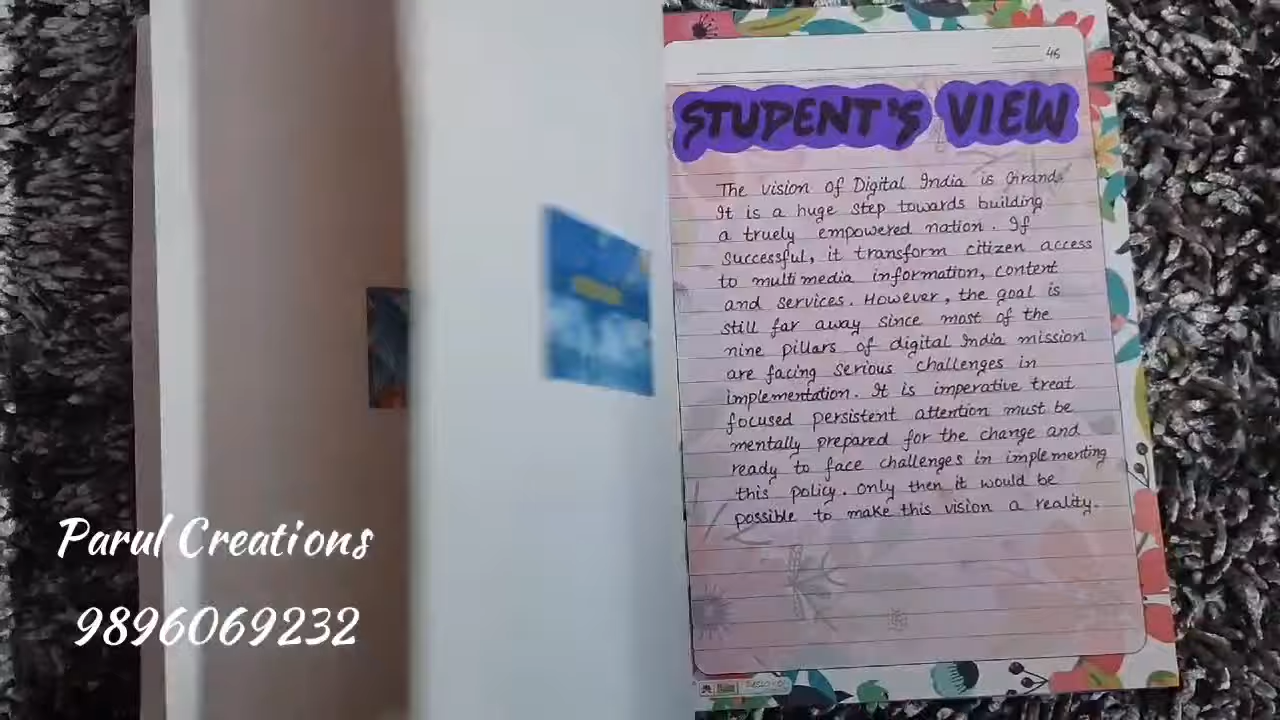 46
STUDENT'S VIEW
The vision of Digital India is Grand.
It is a huge step towards building
a truely empowered nation. If
successful, it transform citizen access
to multimedia information, content
and services. However, the goal is
still far away since most of the
nine pillars of digital India mission
are facing serious challenges in
implementation. It is imperative treat
focused persistent attention must be
mentally prepared for the change and
ready to face challenges in implementing
this policy. only then it would be
possible to make this vision a reality.
Parul Creations
9896069232